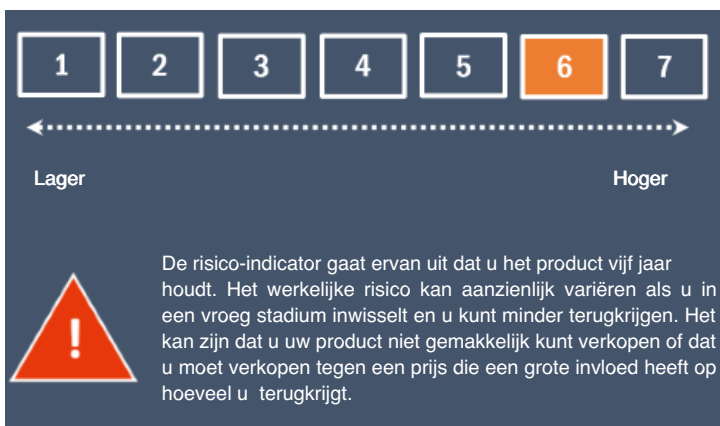 1 2 3 4 5 6 7
Lager Hoger
!
De risico-indicator gaat ervan uit dat u het product vijf jaar
houdt. Het werkelijke risico kan aanzienlijk variëren als u in
een vroeg stadium inwisselt en u kunt minder terugkrijgen. Het
kan zijn dat u uw product niet gemakkelijk kunt verkopen of dat
u moet verkopen tegen een prijs die een grote invloed heeft op
hoeveel u terugkrijgt.